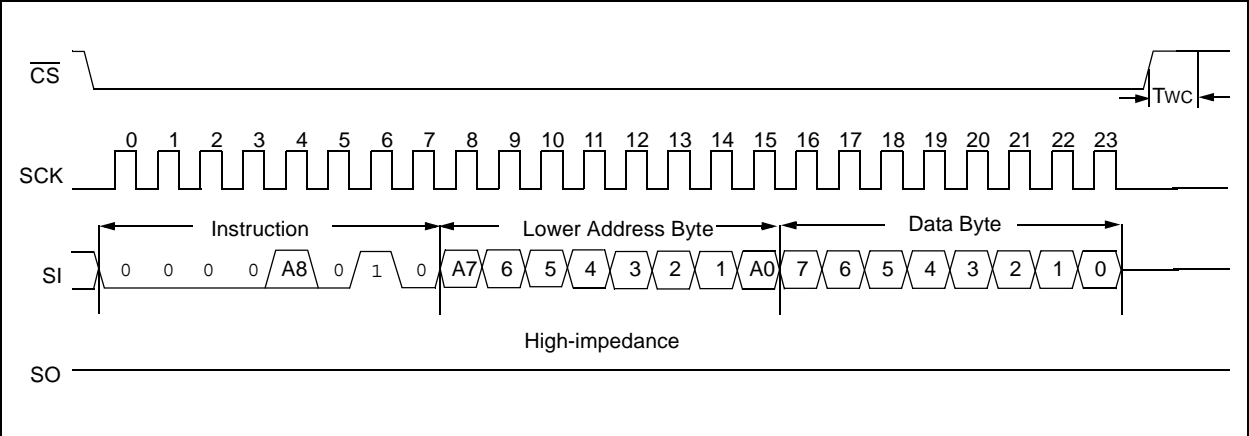 CS
TWC
0 1 2 3 4 5 6 7 8 9 10 11 12 13 14 15 16 17 18 19 20 21 22 23
SCK
Instruction Lower Address Byte Data Byte
SI 0 0 0 0 A8 0 1 0 A7 6 5 4 3 2 1 A0 7 6 5 4 3 2 1 0
High-impedance
SO